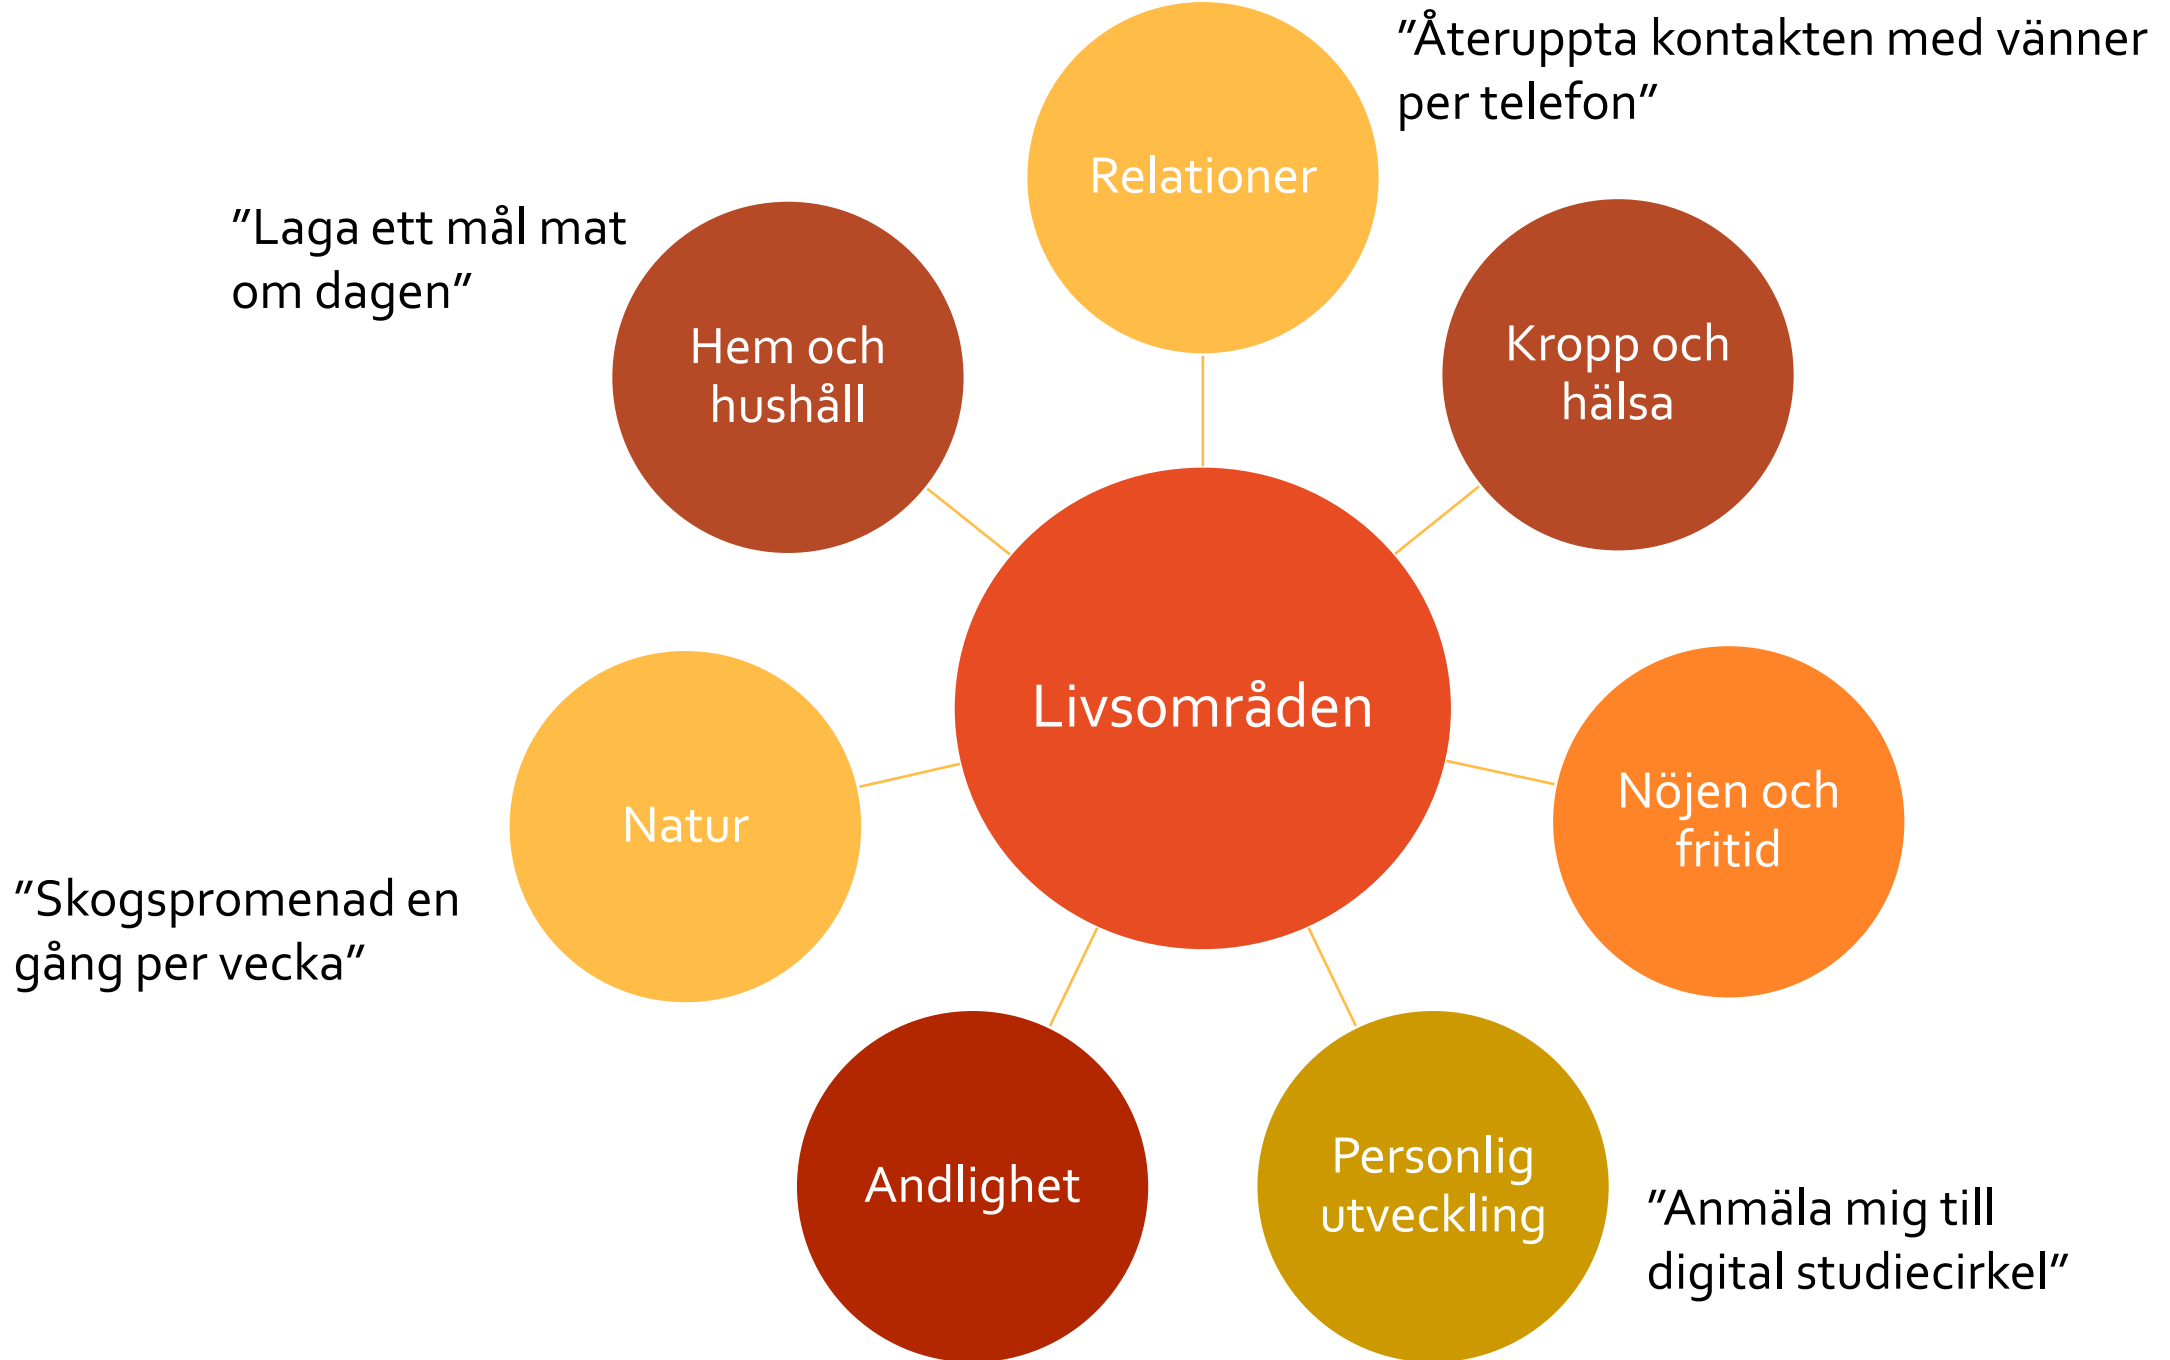 ”Återuppta kontakten med vänner
per telefon”
Relationer
”Laga ett mål mat
om dagen”
Hem och
hushåll
Kropp och
hälsa
Livsområden
Nöjen och
fritid
Natur
”Skogspromenad en
gång per vecka”
Andlighet
Personlig
utveckling
”Anmäla mig till
digital studiecirkel”